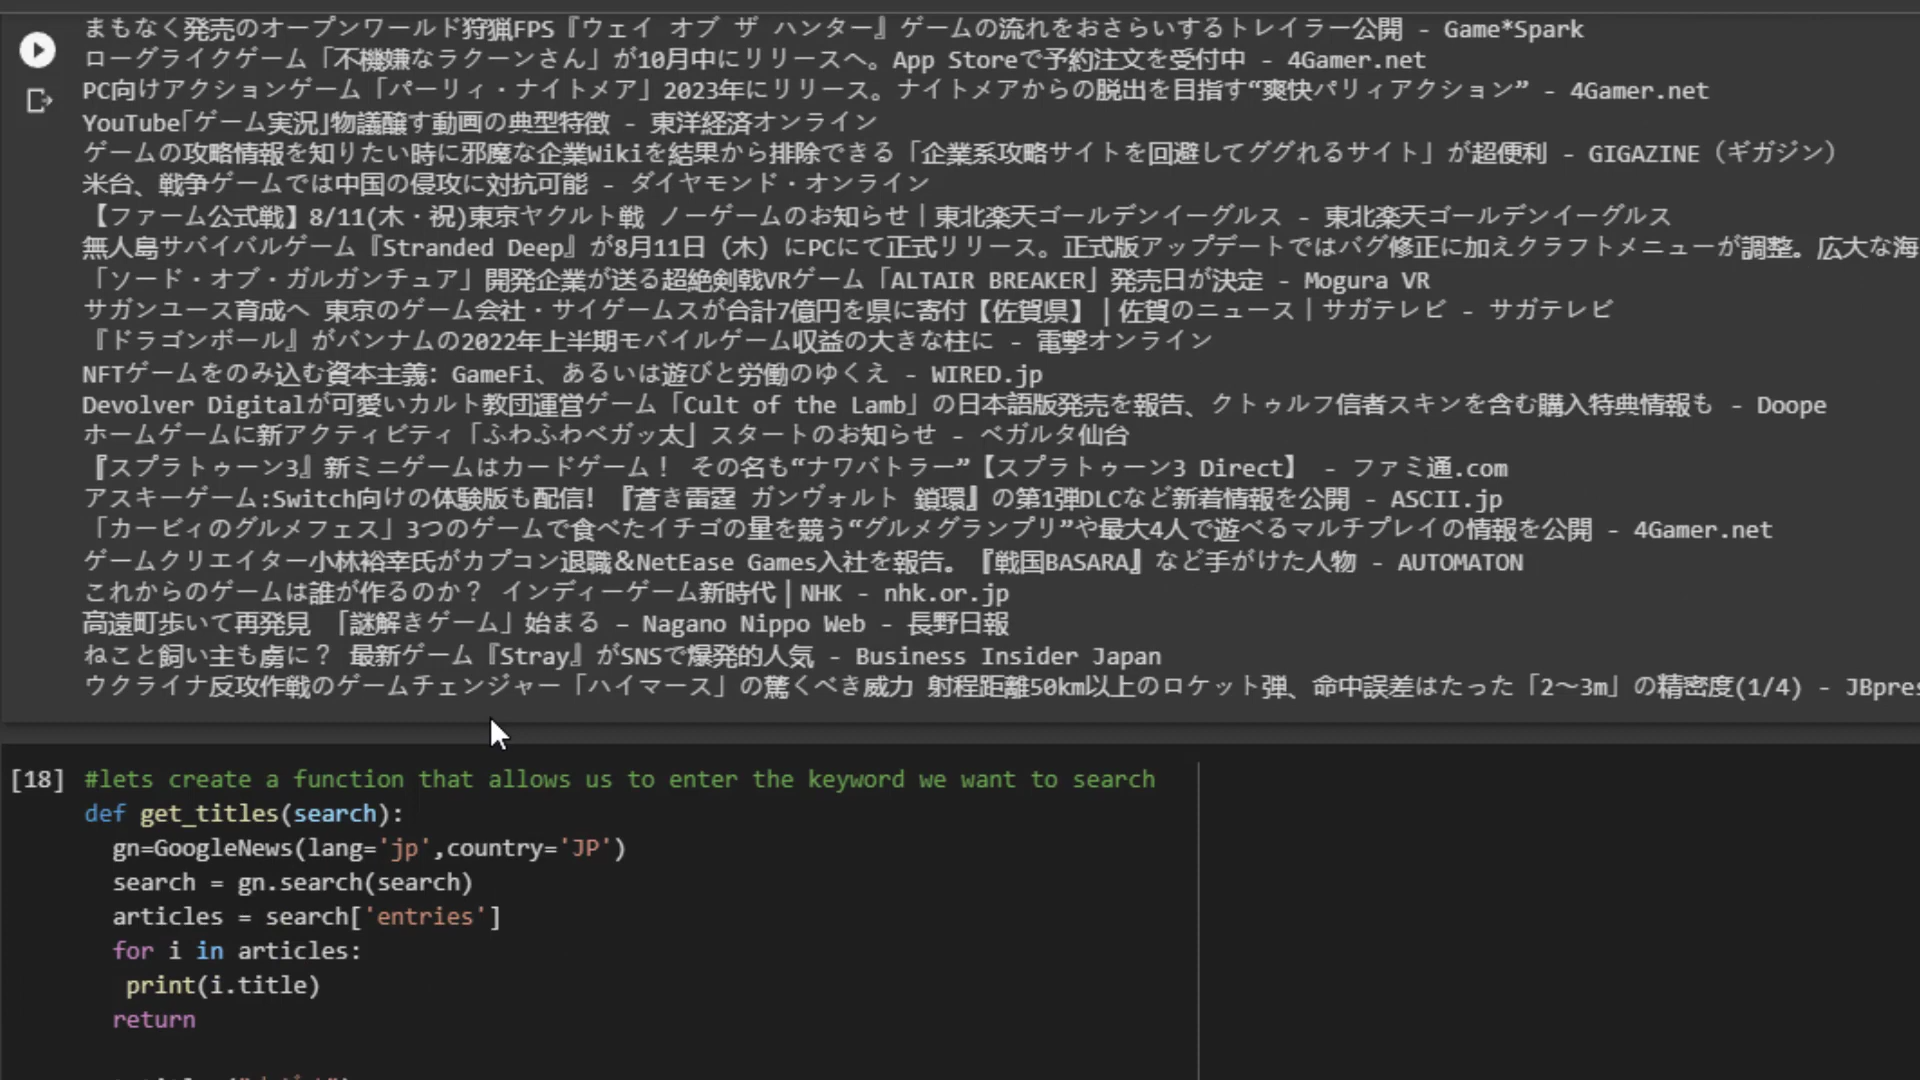 まもなく発売のオープンワールド狩猟FPS『ウェイ オブ ザ ハンター』ゲームの流れをおさらいするトレイラー公開 - Game*Spark
ローグライクゲーム「不機嫌なラクーンさん」が10月中にリリースへ。App Storeで予約注文を受付中 - 4Gamer.net
PC向けアクションゲーム「パーリィ・ナイトメア」2023年にリリース。ナイトメアからの脱出を目指す“爽快パリィアクション” - 4Gamer.net
YouTube｢ゲーム実況｣物議醸す動画の典型特徴 - 東洋経済オンライン
ゲームの攻略情報を知りたい時に邪魔な企業Wikiを結果から排除できる「企業系攻略サイトを回避してググれるサイト」が超便利 - GIGAZINE（ギガジン）
米台、戦争ゲームでは中国の侵攻に対抗可能 - ダイヤモンド・オンライン
【ファーム公式戦】8/11(木・祝)東京ヤクルト戦 ノーゲームのお知らせ｜東北楽天ゴールデンイーグルス - 東北楽天ゴールデンイーグルス
無人島サバイバルゲーム『Stranded Deep』が8月11日（木）にPCにて正式リリース。正式版アップデートではバグ修正に加えクラフトメニューが調整。広大な海
「ソード・オブ・ガルガンチュア」開発企業が送る超絶剣戟VRゲーム「ALTAIR BREAKER」発売日が決定 - Mogura VR
サガンユース育成へ 東京のゲーム会社・サイゲームスが合計7億円を県に寄付【佐賀県】 |佐賀のニュース｜サガテレビ - サガテレビ
『ドラゴンボール』がバンナムの2022年上半期モバイルゲーム収益の大きな柱に - 電撃オンライン
NFTゲームをのみ込む資本主義：GameFi、あるいは遊びと労働のゆくえ - WIRED.jp
Devolver Digitalが可愛いカルト教団運営ゲーム「Cult of the Lamb」の日本語版発売を報告、クトゥルフ信者スキンを含む購入特典情報も - Doope
ホームゲームに新アクティビティ「ふわふわベガッ太」スタートのお知らせ - ベガルタ仙台
『スプラトゥーン3』新ミニゲームはカードゲーム！ その名も“ナワバトラー”【スプラトゥーン3 Direct】 - ファミ通.com
アスキーゲーム:Switch向けの体験版も配信！『蒼き雷霆 ガンヴォルト 鎖環』の第1弾DLCなど新着情報を公開 - ASCII.jp
「カービィのグルメフェス」3つのゲームで食べたイチゴの量を競う“グルメグランプリ”や最大4人で遊べるマルチプレイの情報を公開 - 4Gamer.net
ゲームクリエイター小林裕幸氏がカプコン退職＆NetEase Games入社を報告。『戦国BASARA』など手がけた人物 - AUTOMATON
これからのゲームは誰が作るのか？ インディーゲーム新時代｜NHK - nhk.or.jp
高遠町歩いて再発見 「謎解きゲーム」始まる – Nagano Nippo Web - 長野日報
ねこと飼い主も虜に？ 最新ゲーム『Stray』がSNSで爆発的人気 - Business Insider Japan
ウクライナ反攻作戦のゲームチェンジャー「ハイマース」の驚くべき威力 射程距離50km以上のロケット弾、命中誤差はたった「2～3m」の精密度(1/4) - JBpres
[18] #lets create a function that allows us to enter the keyword we want to search
def get_titles(search):
gn=GoogleNews(lang='jp',country='JP')
search = gn.search(search)
articles = search['entries']
for i in articles:
print(i.title)
return